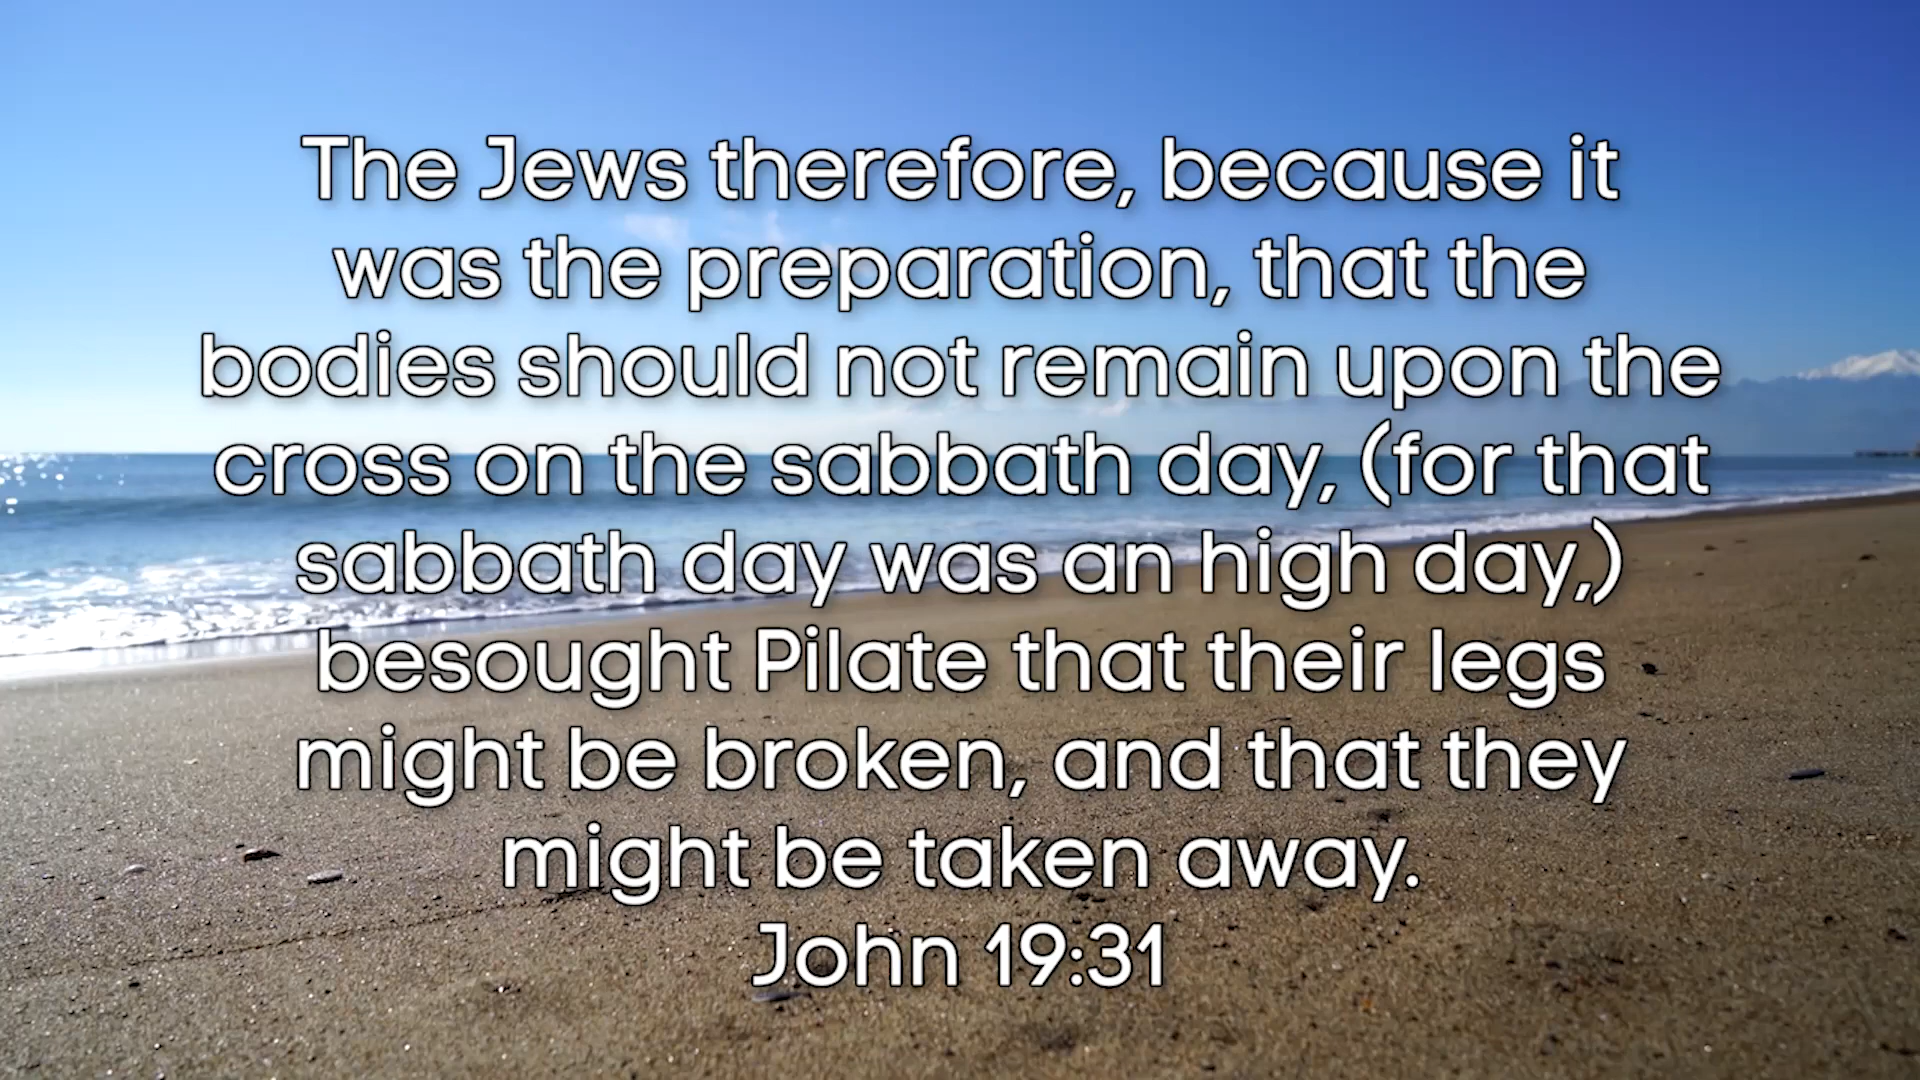 The Jews therefore, because it
was the preparation, that the
bodies should not remain upon the
cross on the sabbath day, (for that
sabbath day was an high day,)
besought Pilate that their legs
might be broken, and that they
might be taken away.
John 19:31